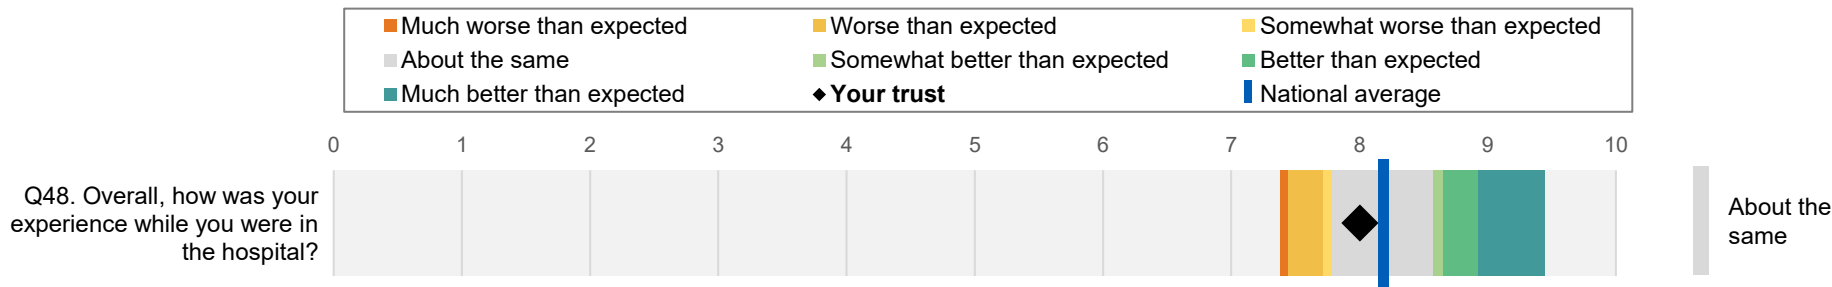 Much worse than expected
Worse than expected
Somewhat worse than expected
About the same
Somewhat better than expected
Better than expected
Much better than expected
Your trust
National average
0 1 2 3 4 5 6 7 8 9 10
Q48. Overall, how was your
experience while you were in
the hospital?
About the
same